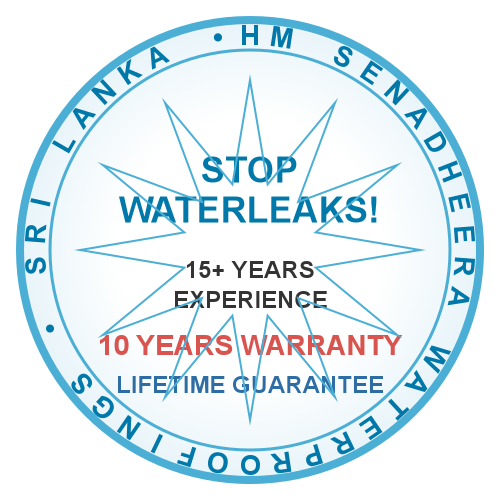 • HM SENADHEERA WATERPROOFINGS • SRI LANKA
STOP
WATERLEAKS!
15+ YEARS
EXPERIENCE
10 YEARS WARRANTY
LIFETIME GUARANTEE